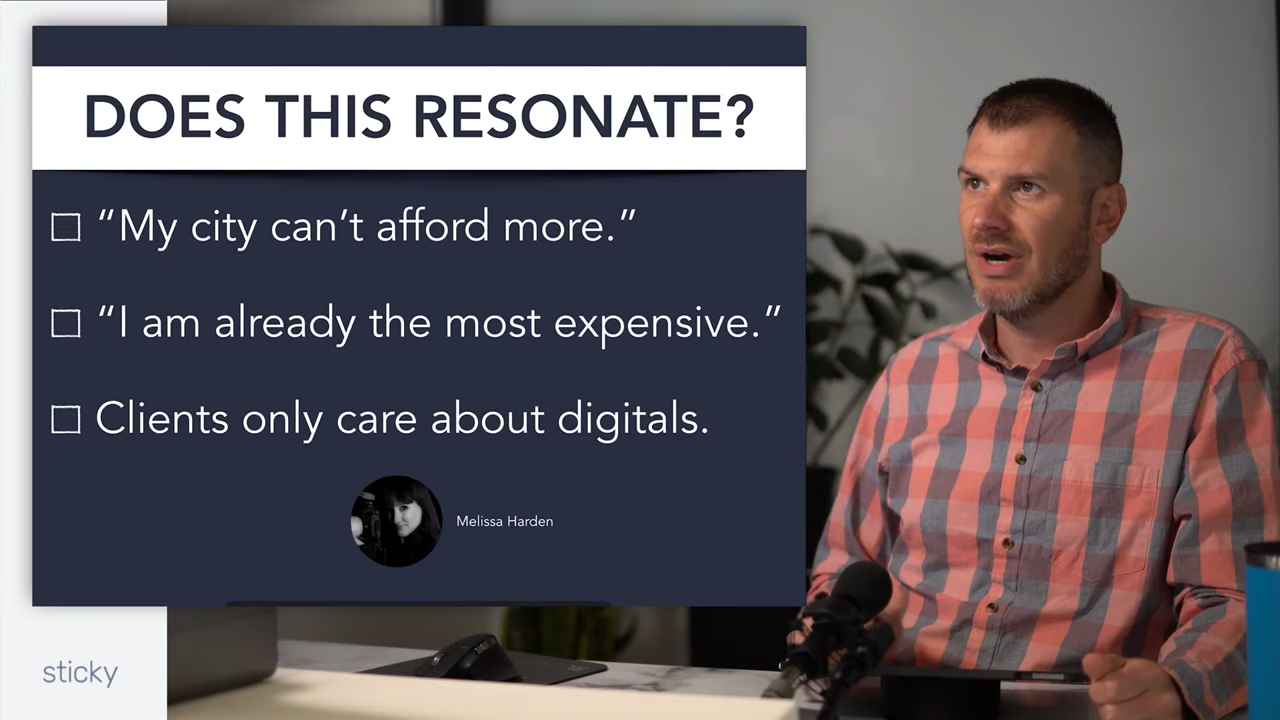 DOES THIS RESONATE?
“My city can’t afford more.”
“I am already the most expensive.”
Clients only care about digitals.
Melissa Harden
sticky